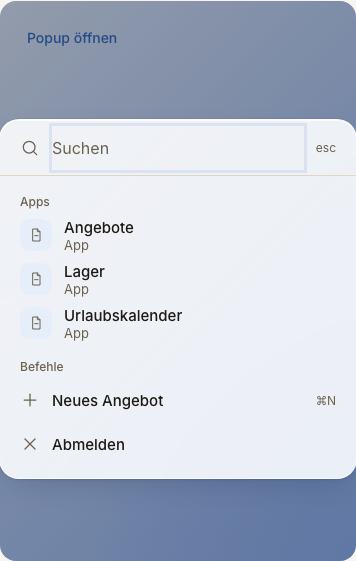 Popup öffnen
Suchen
esc
Apps
Angebote
App
Lager
App
Urlaubskalender
App
Befehle
Neues Angebot
⌘N
Abmelden